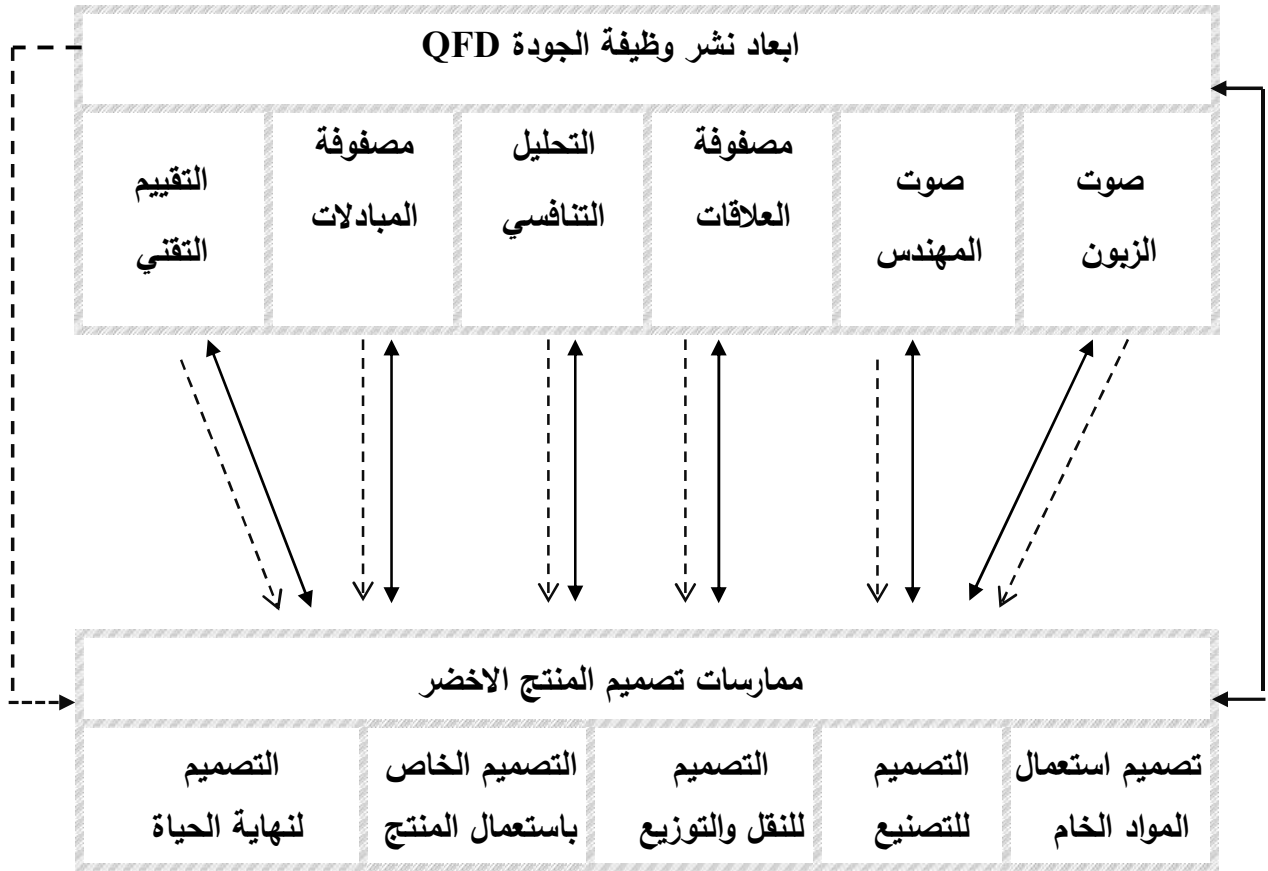 ابعاد نشر وظيفة الجودة QFD
صوت
الزبون
صوت
المهندس
مصفوفة
العلاقات
التحليل
التنافسي
مصفوفة
المبادلات
التقييم
التقني
ممارسات تصميم المنتج الاخضر
تصميم استعمال
المواد الخام
التصميم
للتصنيع
التصميم
للنقل والتوزيع
التصميم الخاص
باستعمال المنتج
التصميم
لنهاية الحياة